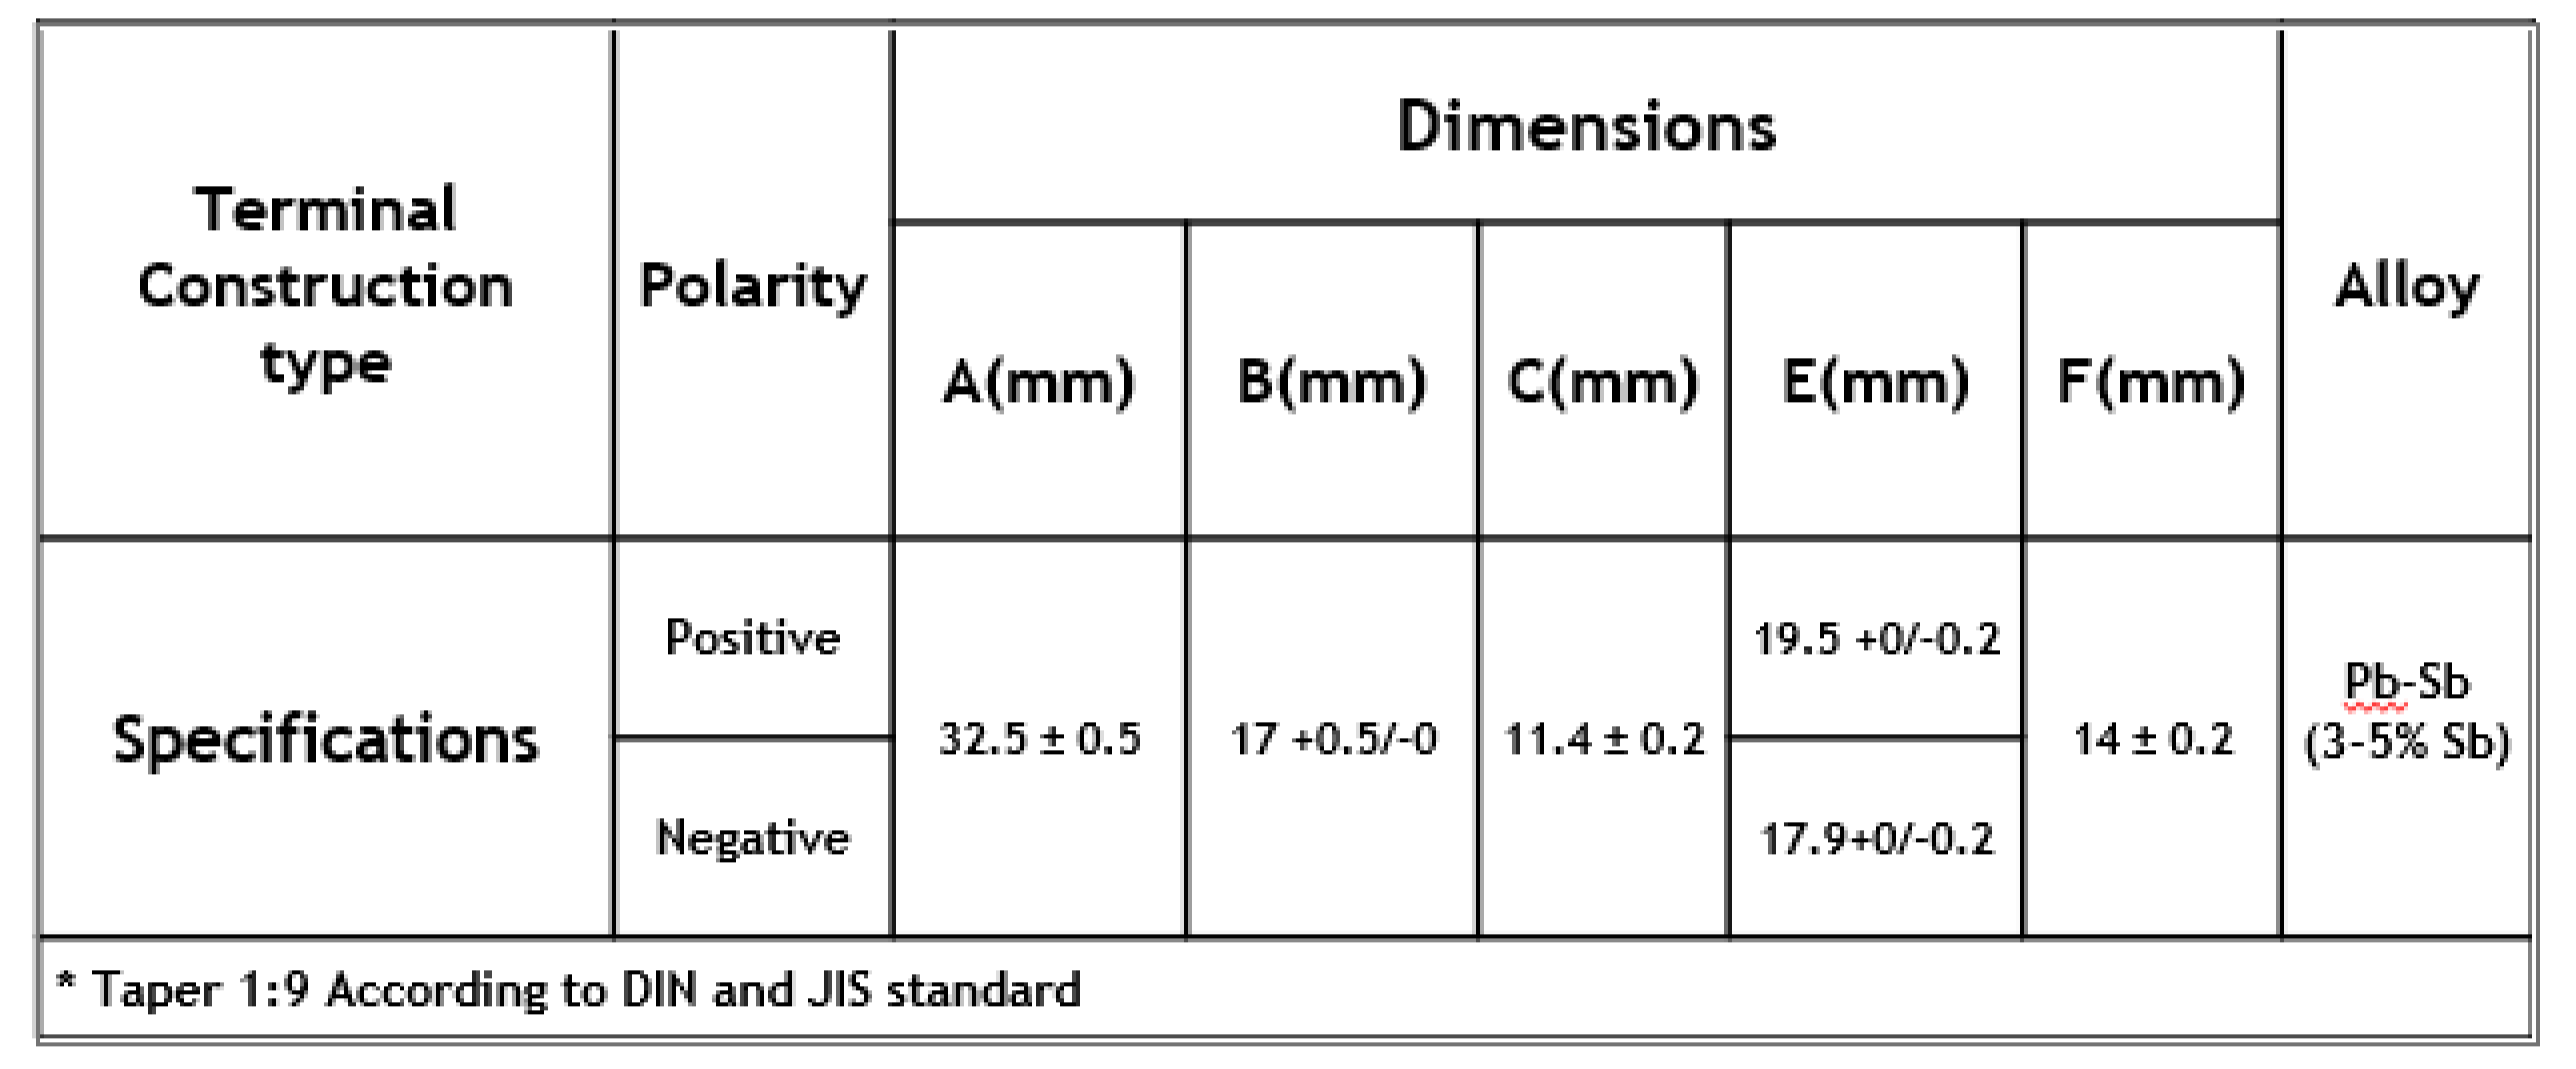 Terminal
Construction
type
Polarity
Dimensions
Alloy
A(mm)
B(mm)
C(mm)
E(mm)
F(mm)
Specifications
Positive
Negative
32.5 ± 0.5
17 +0.5/-0
11.4 ± 0.2
19.5 +0/-0.2
17.9+0/-0.2
14 ± 0.2
Pb-Sb
(3-5% Sb)
* Taper 1:9 According to DIN and JIS standard